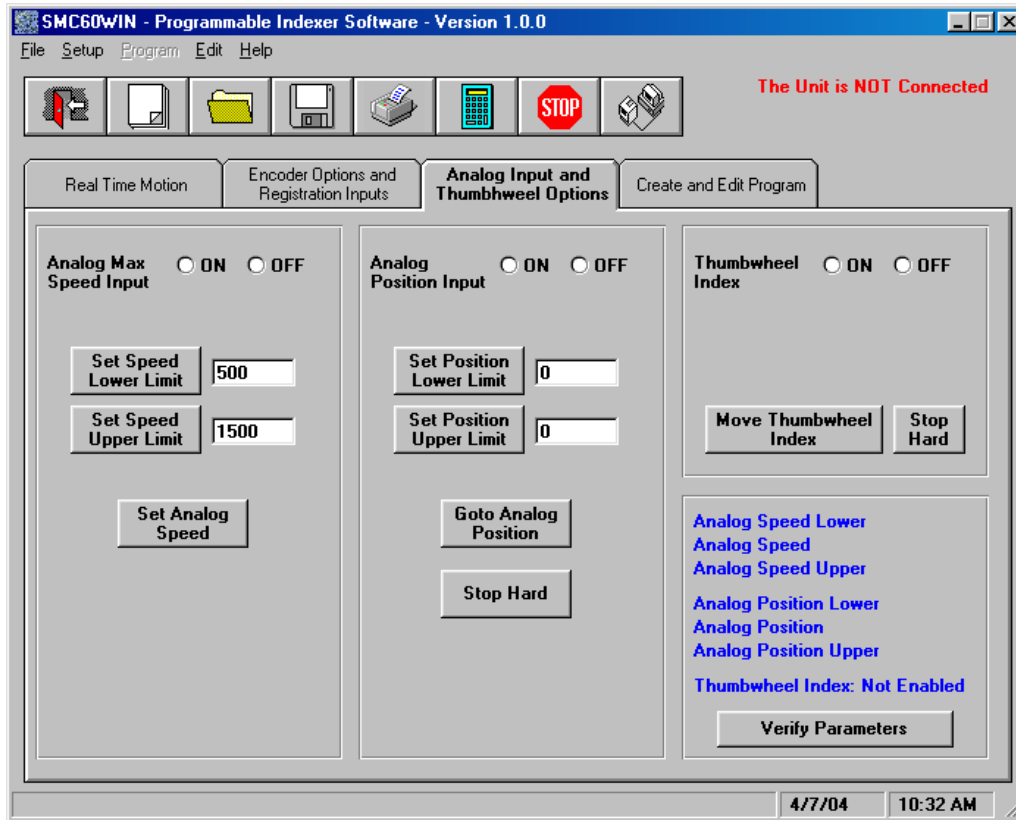 SMC60WIN - Programmable Indexer Software - Version 1.0.0
File Setup Program Edit Help
STOP
The Unit is NOT Connected
Real Time Motion
Encoder Options and
Registration Inputs
Analog Input and
Thumbhweel Options
Create and Edit Program
Analog Max
Speed Input
ON OFF
Set Speed
Lower Limit
500
Set Speed
Upper Limit
1500
Set Analog
Speed
Analog
Position Input
ON OFF
Set Position
Lower Limit
0
Set Position
Upper Limit
0
Goto Analog
Position
Stop Hard
Thumbwheel
Index
ON OFF
Move Thumbwheel
Index
Stop
Hard
Analog Speed Lower
Analog Speed
Analog Speed Upper
Analog Position Lower
Analog Position
Analog Position Upper
Thumbwheel Index: Not Enabled
Verify Parameters
4/7/04
10:32 AM